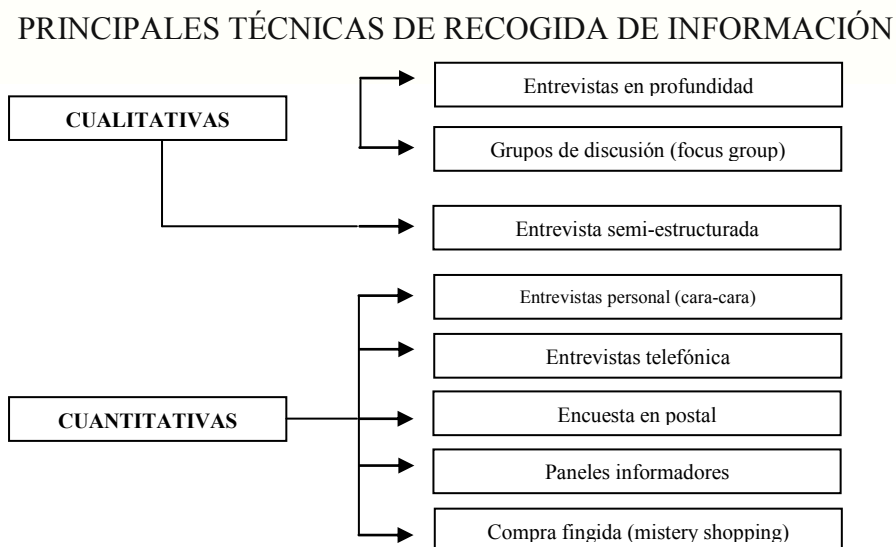 PRINCIPALES TÉCNICAS DE RECOGIDA DE INFORMACIÓN
CUALITATIVAS
Entrevistas en profundidad
Grupos de discusión (focus group)
Entrevista semi-estructurada
CUANTITATIVAS
Entrevistas personal (cara-cara)
Entrevistas telefónica
Encuesta en postal
Paneles informadores
Compra fingida (mistery shopping)